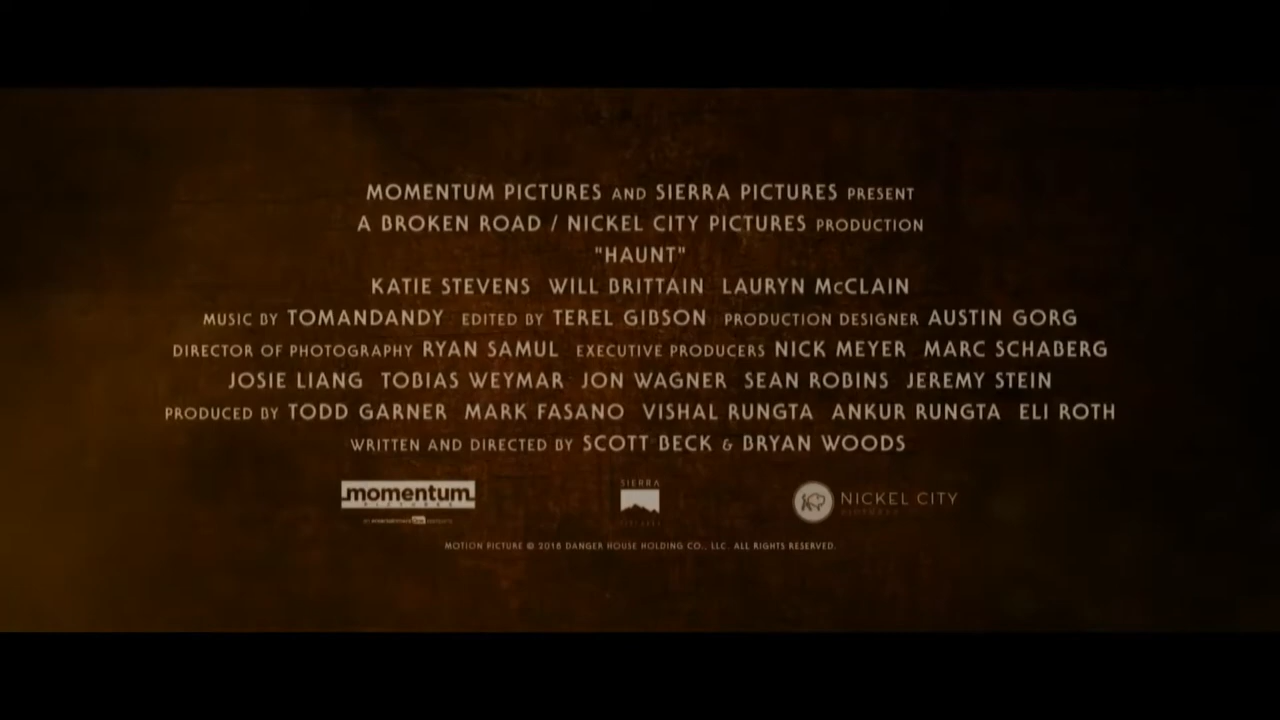 MOMENTUM PICTURES AND SIERRA PICTURES PRESENT
A BROKEN ROAD / NICKEL CITY PICTURES PRODUCTION
"HAUNT"
KATIE STEVENS WILL BRITTAIN LAURYN McCLAIN
MUSIC BY TOMANDANDY EDITED BY TEREL GIBSON PRODUCTION DESIGNER AUSTIN GORG
DIRECTOR OF PHOTOGRAPHY RYAN SAMUL EXECUTIVE PRODUCERS NICK MEYER MARC SCHABERG
JOSIE LIANG TOBIAS WEYMAR JON WAGNER SEAN ROBINS JEREMY STEIN
PRODUCED BY TODD GARNER MARK FASANO VISHAL RUNGTA ANKUR RUNGTA ELI ROTH
WRITTEN AND DIRECTED BY SCOTT BECK & BRYAN WOODS
momentum
PICTURES
SIERRA
NICKEL CITY
PICTURES
MOTION PICTURE © 2018 DANGER HOUSE HOLDING CO., LLC. ALL RIGHTS RESERVED.